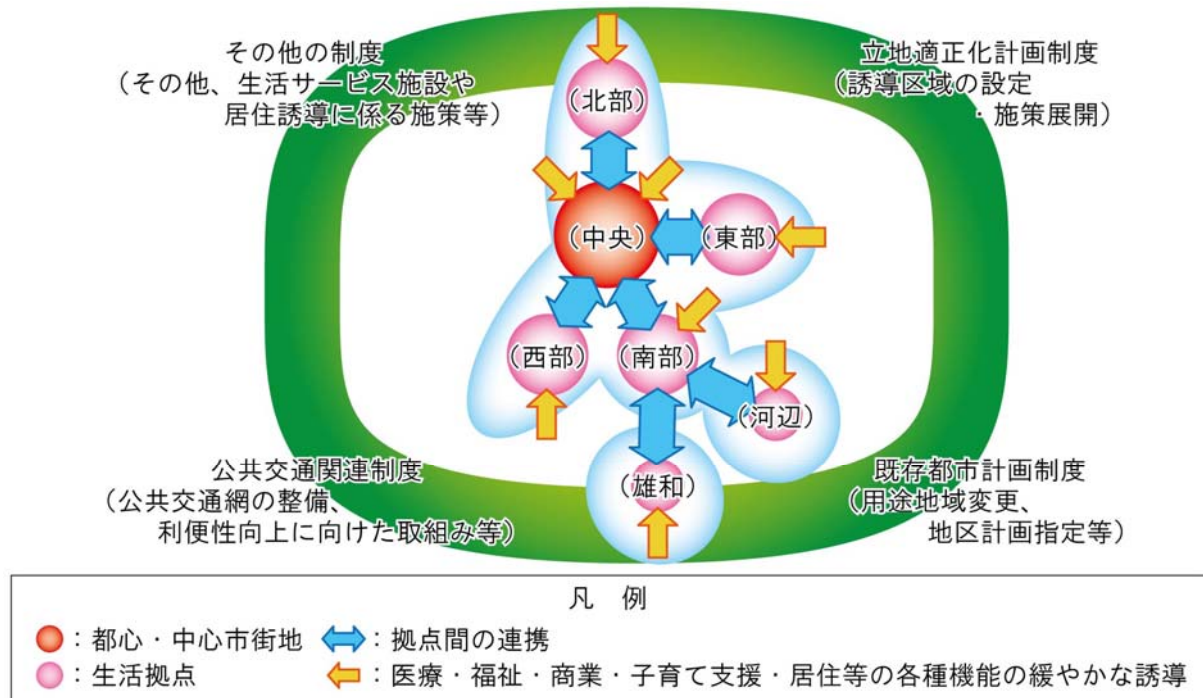 その他の制度
（その他、生活サービス施設や
居住誘導に係る施策等）
立地適正化計画制度
（誘導区域の設定
・施策展開）
（北部）
（中央）
（東部）
（西部）
（南部）
（河辺）
（雄和）
公共交通関連制度
（公共交通網の整備、
利便性向上に向けた取組み等）
既存都市計画制度
（用途地域変更、
地区計画指定等）
凡 例
：都心・中心市街地
：拠点間の連携
：生活拠点
：医療・福祉・商業・子育て支援・居住等の各種機能の緩やかな誘導